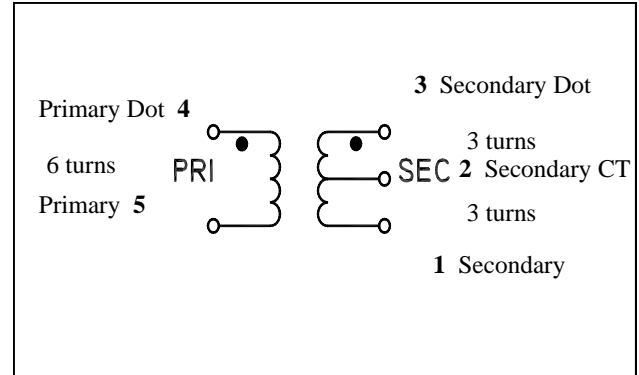 3 Secondary Dot
Primary Dot 4
3 turns
6 turns
PRI
SEC 2 Secondary CT
Primary 5
3 turns
1 Secondary